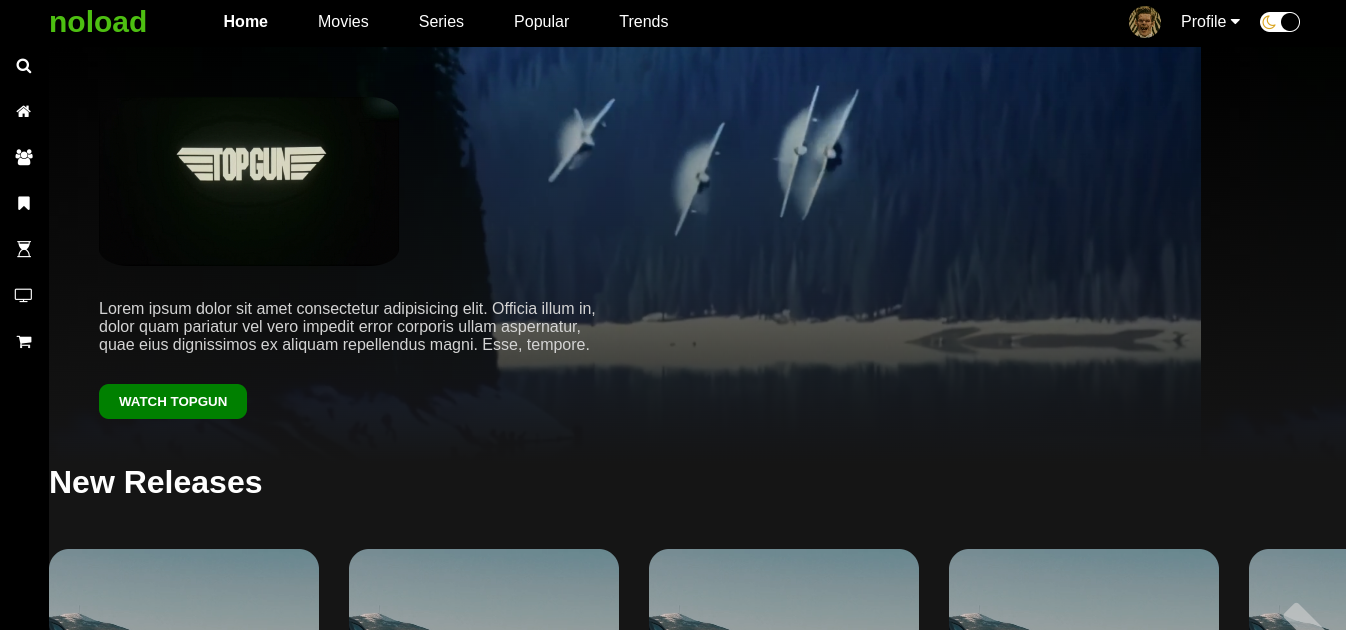 noload
Home Movies Series Popular Trends
Profile
TOPGUN
Lorem ipsum dolor sit amet consectetur adipisicing elit. Officia illum in,
dolor quam pariatur vel vero impedit error corporis ullam aspernatur,
quae eius dignissimos ex aliquam repellendus magni. Esse, tempore.
WATCH TOPGUN
New Releases